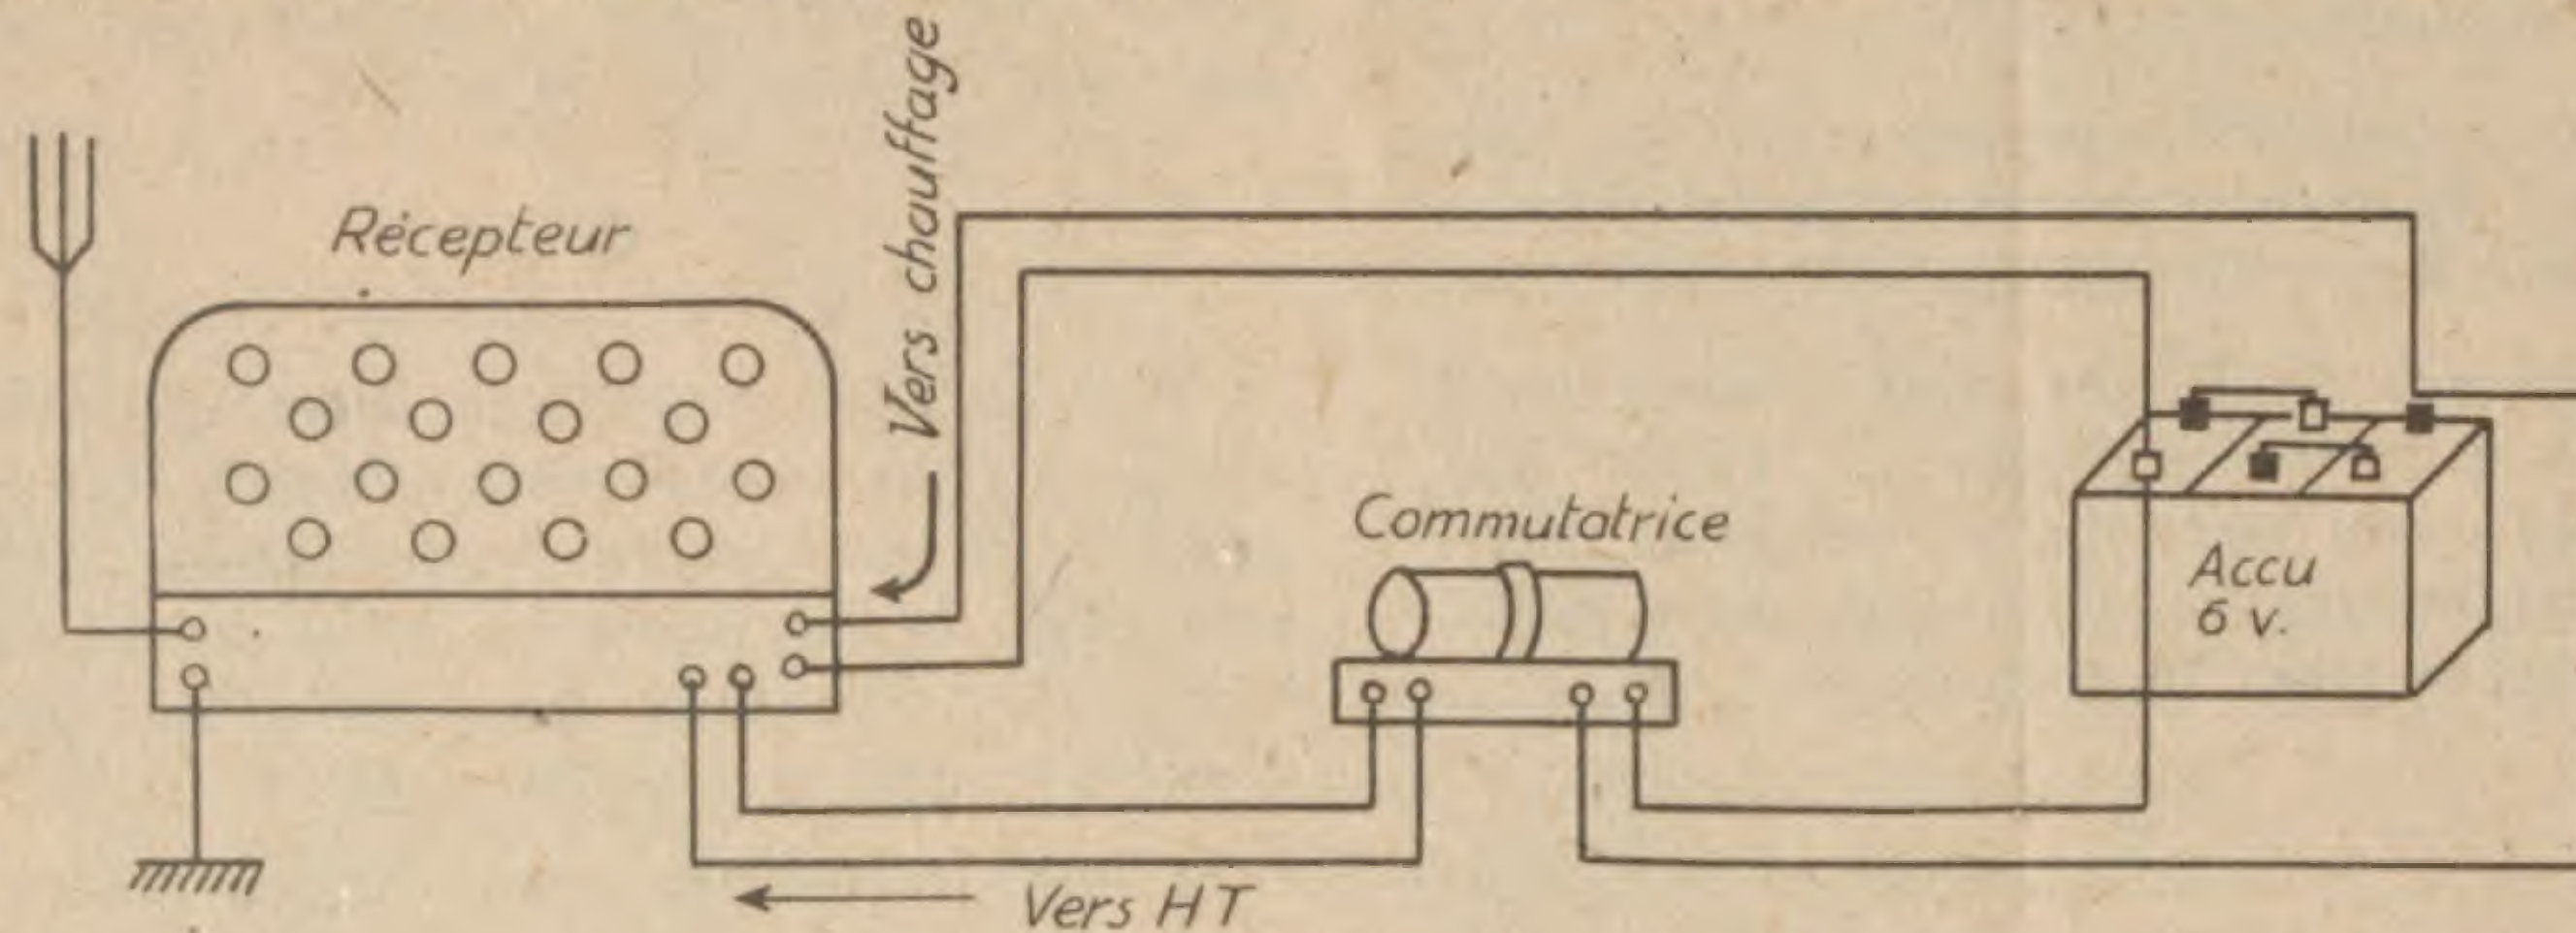 Récepteur
Vers chauffage
Commutatrice
Accu
6 v.
Vers HT